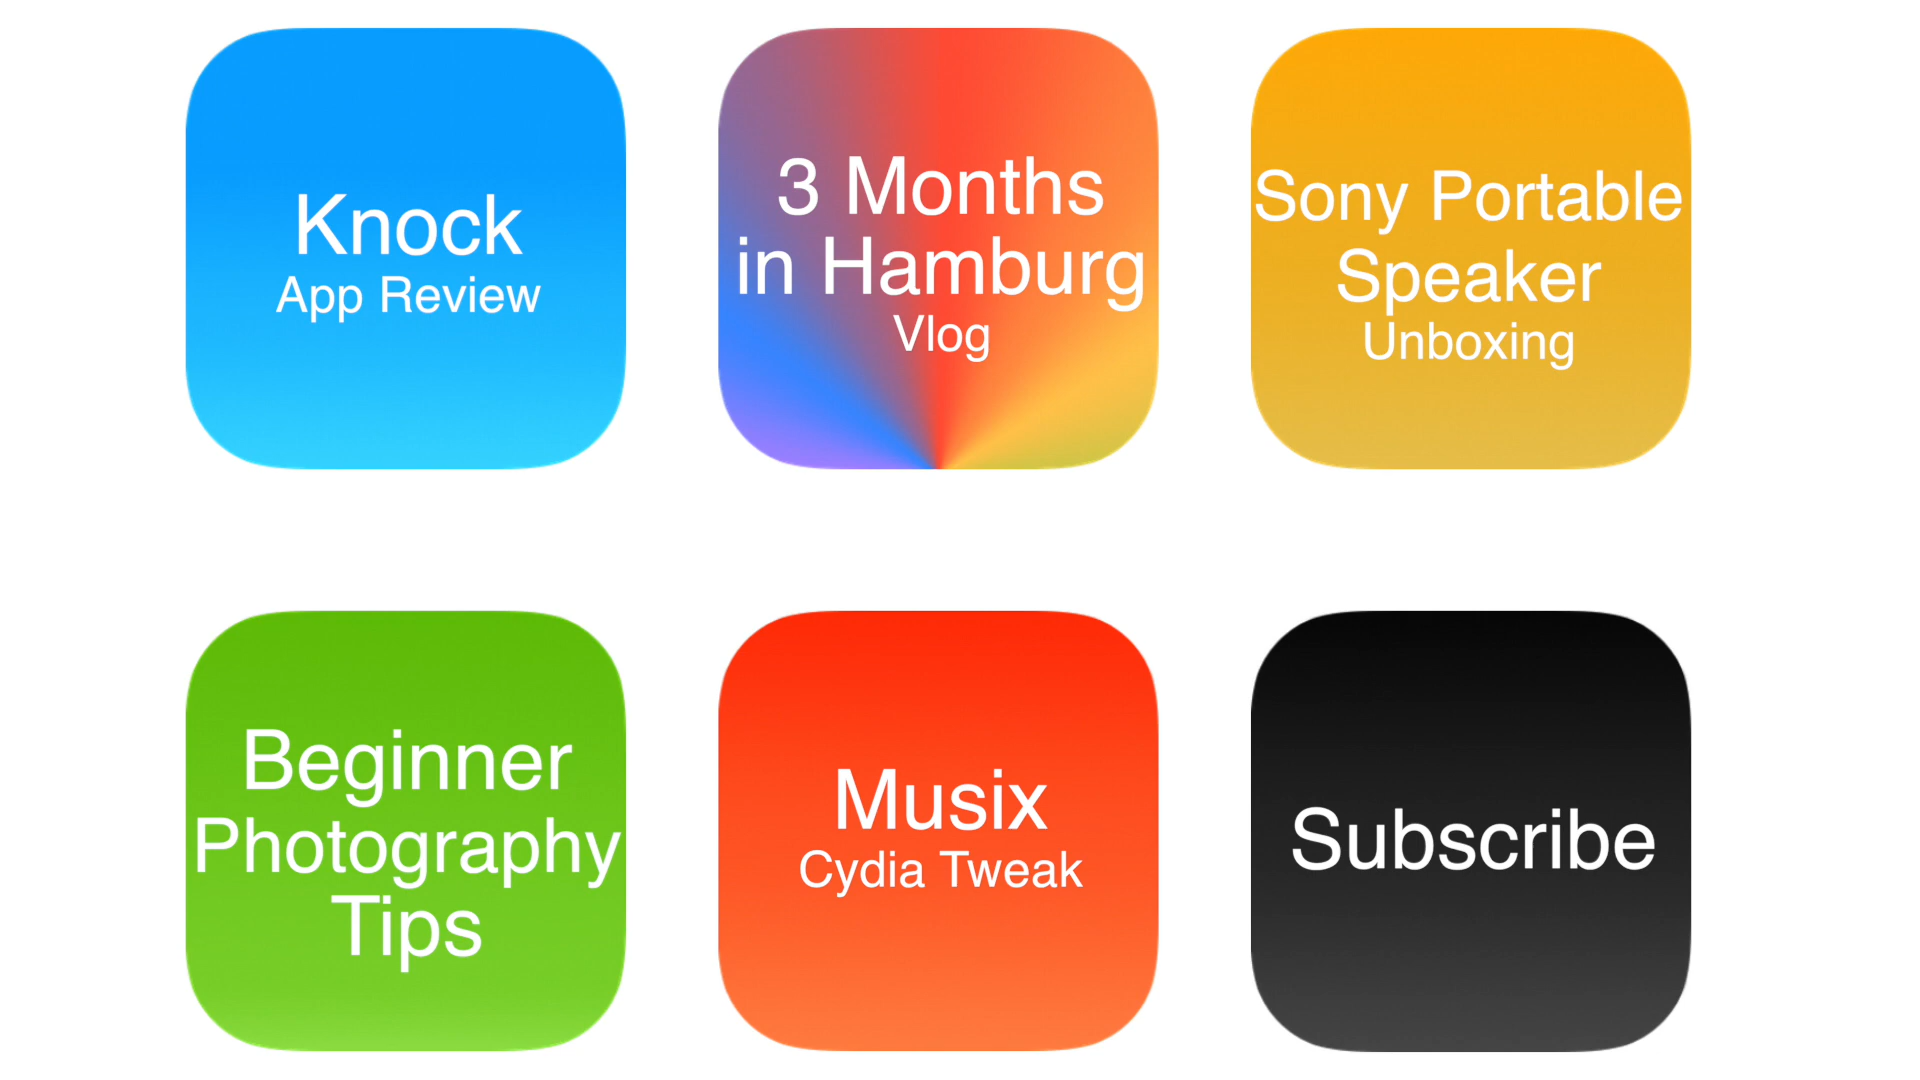 Knock
App Review
3 Months
in Hamburg
Vlog
Sony Portable
Speaker
Unboxing
Beginner
Photography
Tips
Musix
Cydia Tweak
Subscribe